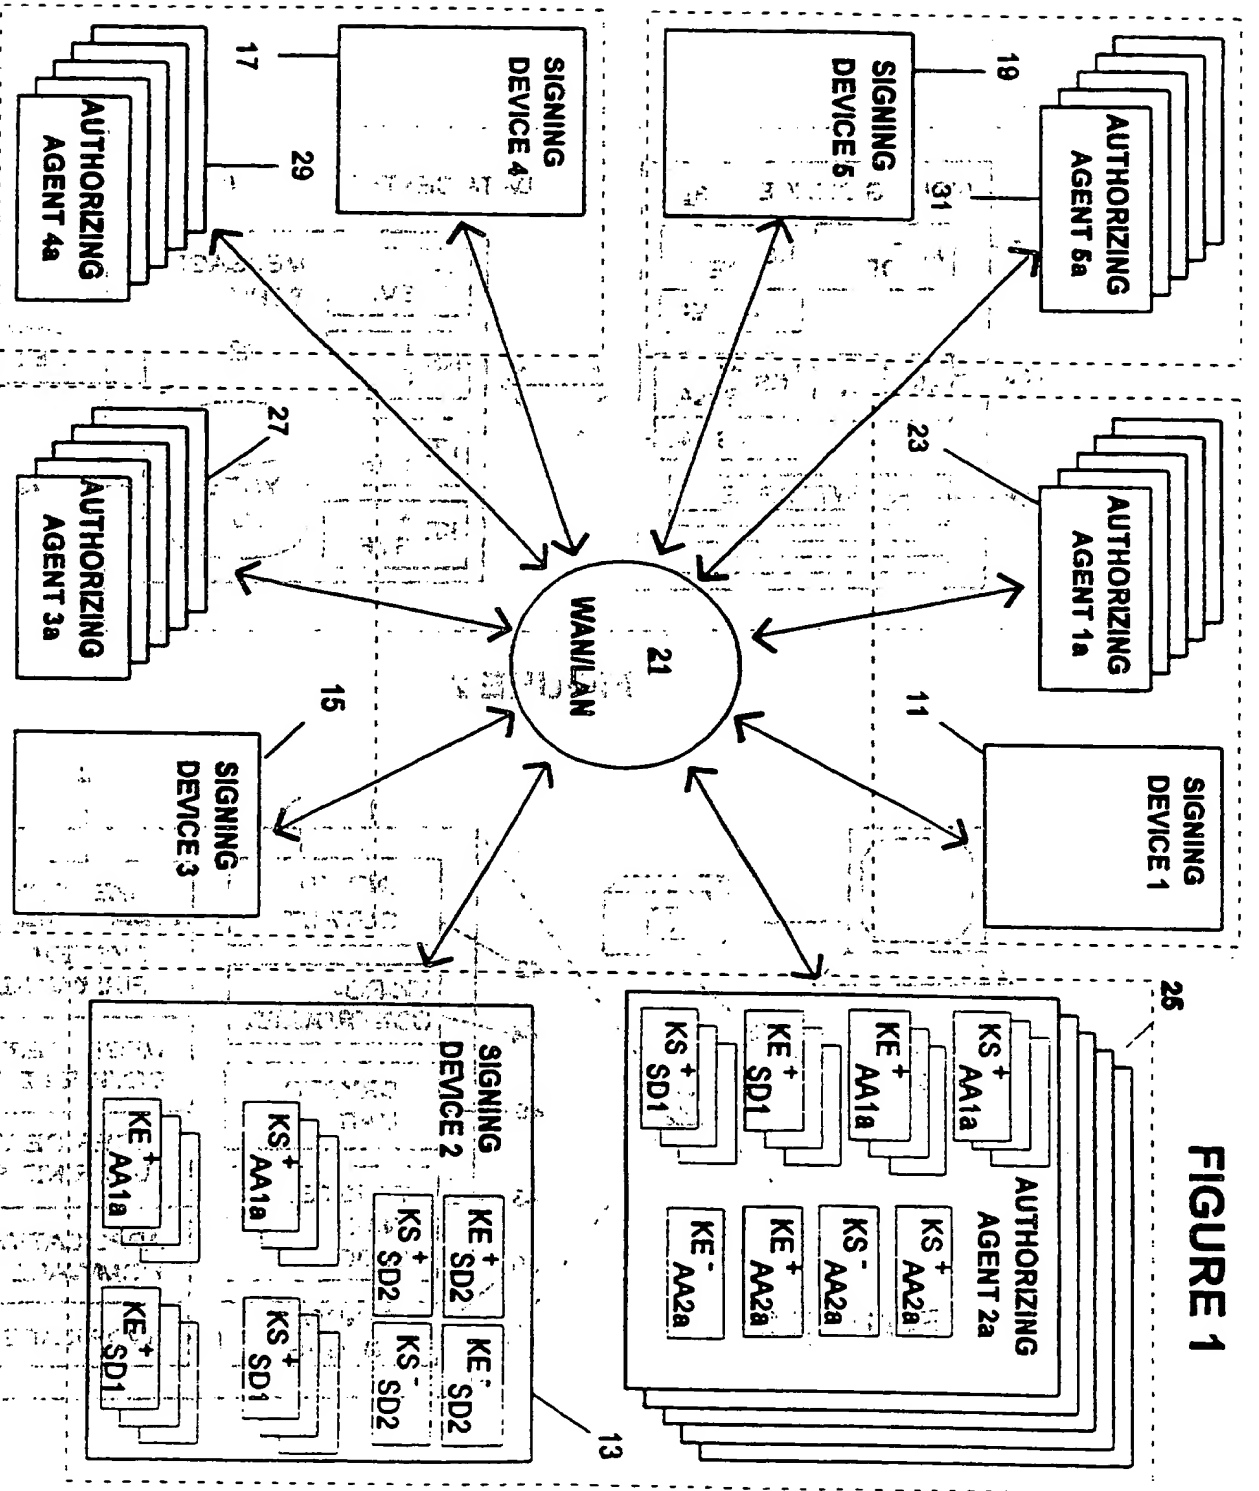 FIGURE 1
AUTHORIZING
AGENT 5a
31
19
SIGNING
DEVICE 5
17
SIGNING
DEVICE 4
29
AUTHORIZING
AGENT 4a
23
AUTHORIZING
AGENT 1a
11
SIGNING
DEVICE 1
21
WAN/LAN
27
AUTHORIZING
AGENT 3a
15
SIGNING
DEVICE 3
25
AUTHORIZING
AGENT 2a
KS+
AA1a
KE+
AA1a
KE+
SD1
KS+
SD1
KS+
AA2a
KS-
AA2a
KE+
AA2a
KE-
AA2a
13
SIGNING
DEVICE 2
KE+
SD2
KE-
SD2
KS+
SD2
KS-
SD2
KS+
AA1a
KS+
SD1
KE+
AA1a
KE+
SD1